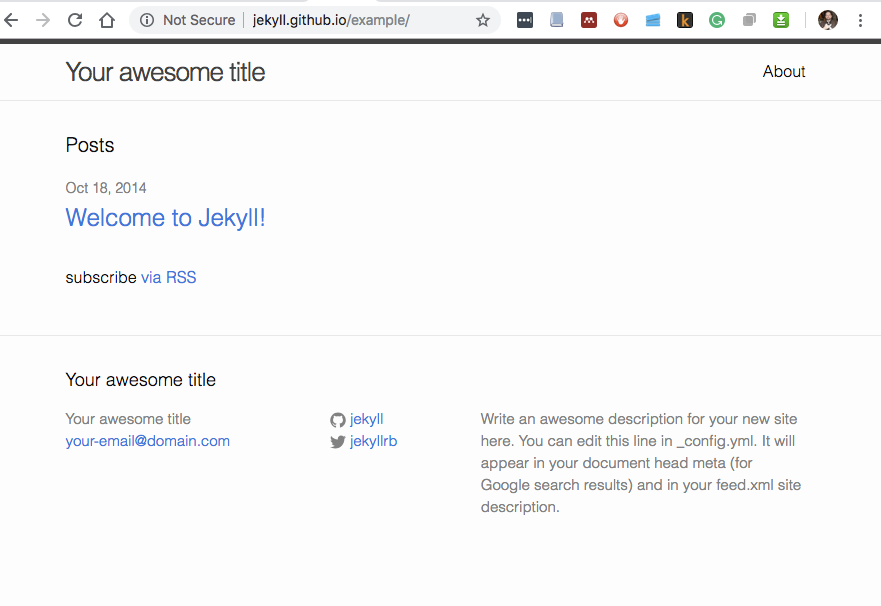 Not Secure jekyll.github.io/example/
Your awesome title
About
Posts
Oct 18, 2014
Welcome to Jekyll!
subscribe via RSS
Your awesome title
Your awesome title
your-email@domain.com
jekyll
jekyllrb
Write an awesome description for your new site
here. You can edit this line in _config.yml. It will
appear in your document head meta (for
Google search results) and in your feed.xml site
description.